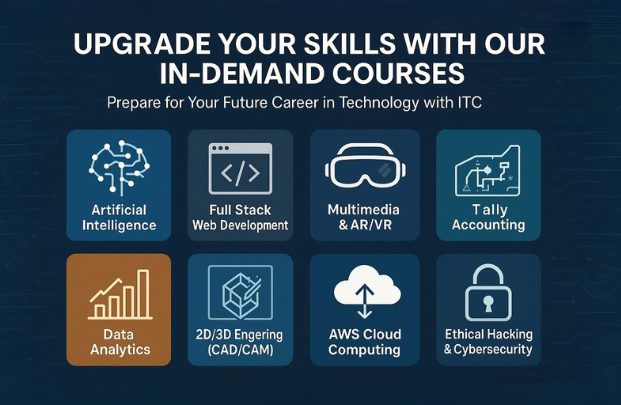 UPGRADE YOUR SKILLS WITH OUR
IN-DEMAND COURSES
Prepare for Your Future Career in Technology with ITC
Artificial
Intelligence
Full Stack
Web Development
Multimedia
& AR/VR
Tally
Accounting
Data
Analytics
2D/3D Engering
(CAD/CAM)
AWS Cloud
Computing
Ethical Hacking
& Cybersecurity